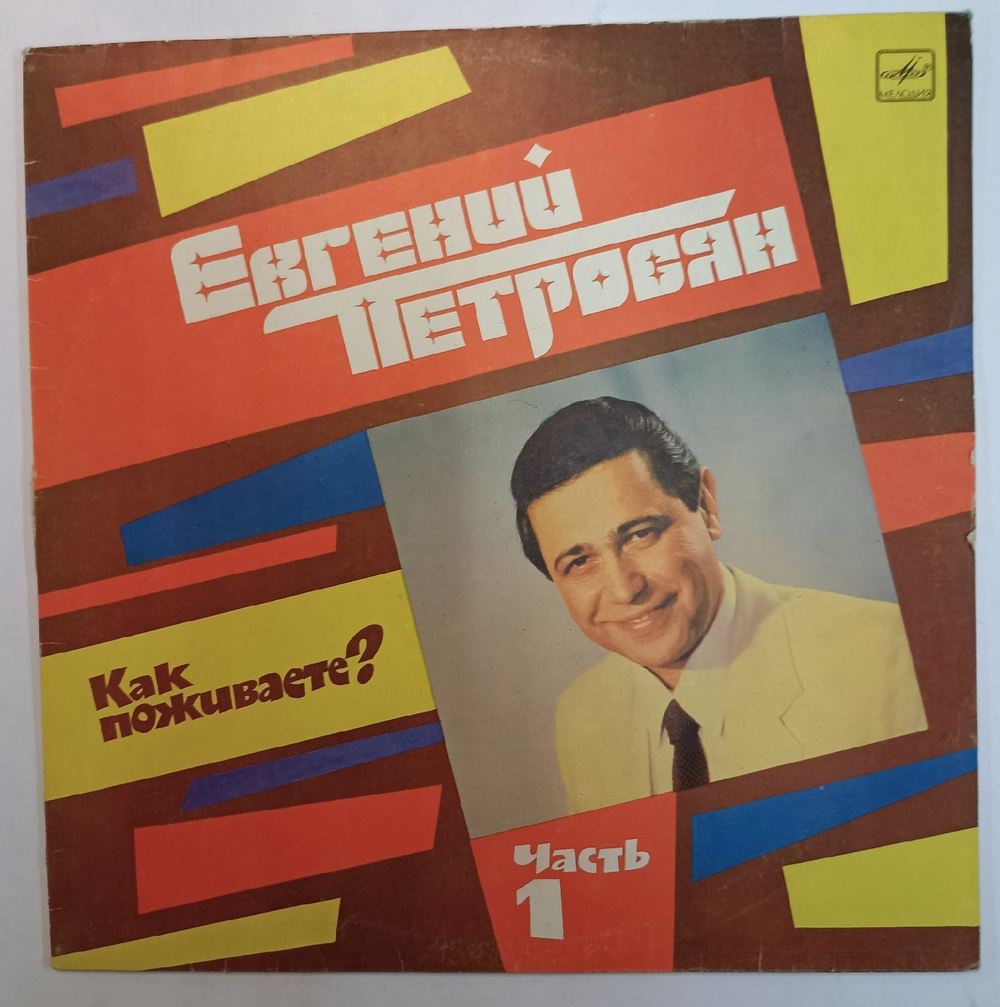 МЕЛОДИЯ
Евгений
Петросян
Как
поживаете?
Часть
1